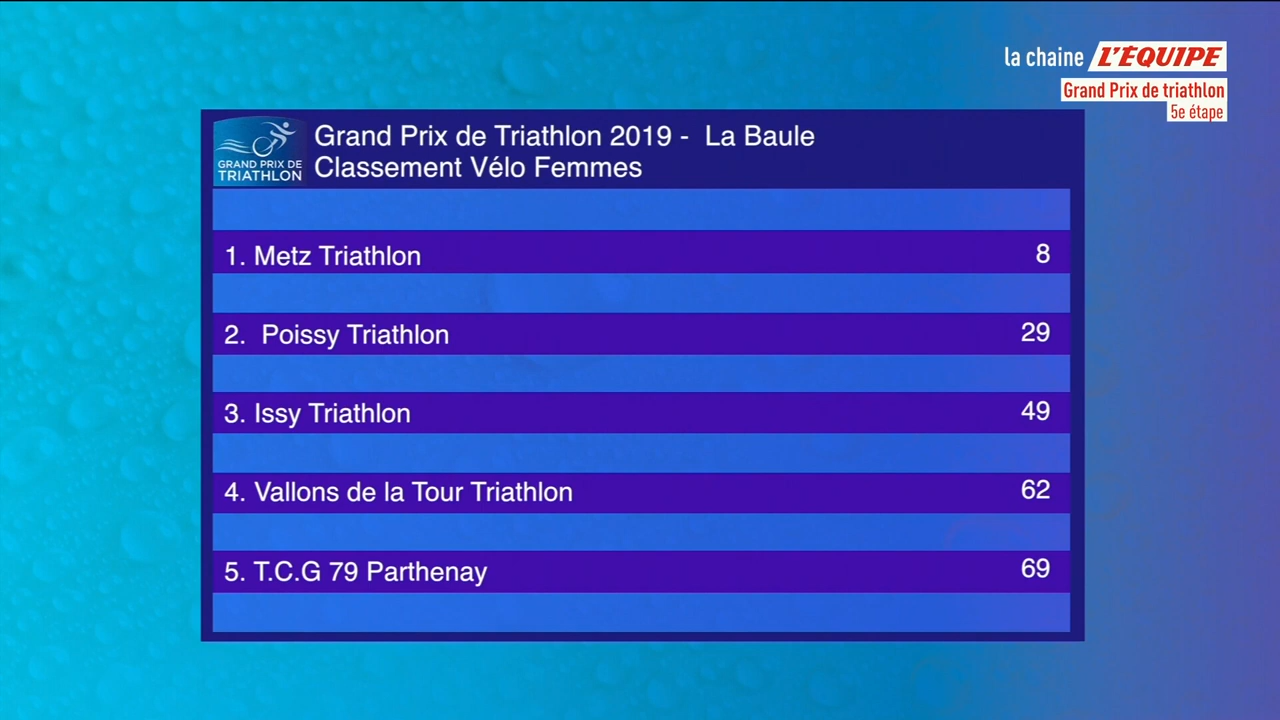 la chaine L'ÉQUIPE
Grand Prix de triathlon
5e étape
GRAND PRIX DE
TRIATHLON
Grand Prix de Triathlon 2019 - La Baule
Classement Vélo Femmes
1. Metz Triathlon 8
2. Poissy Triathlon 29
3. Issy Triathlon 49
4. Vallons de la Tour Triathlon 62
5. T.C.G 79 Parthenay 69